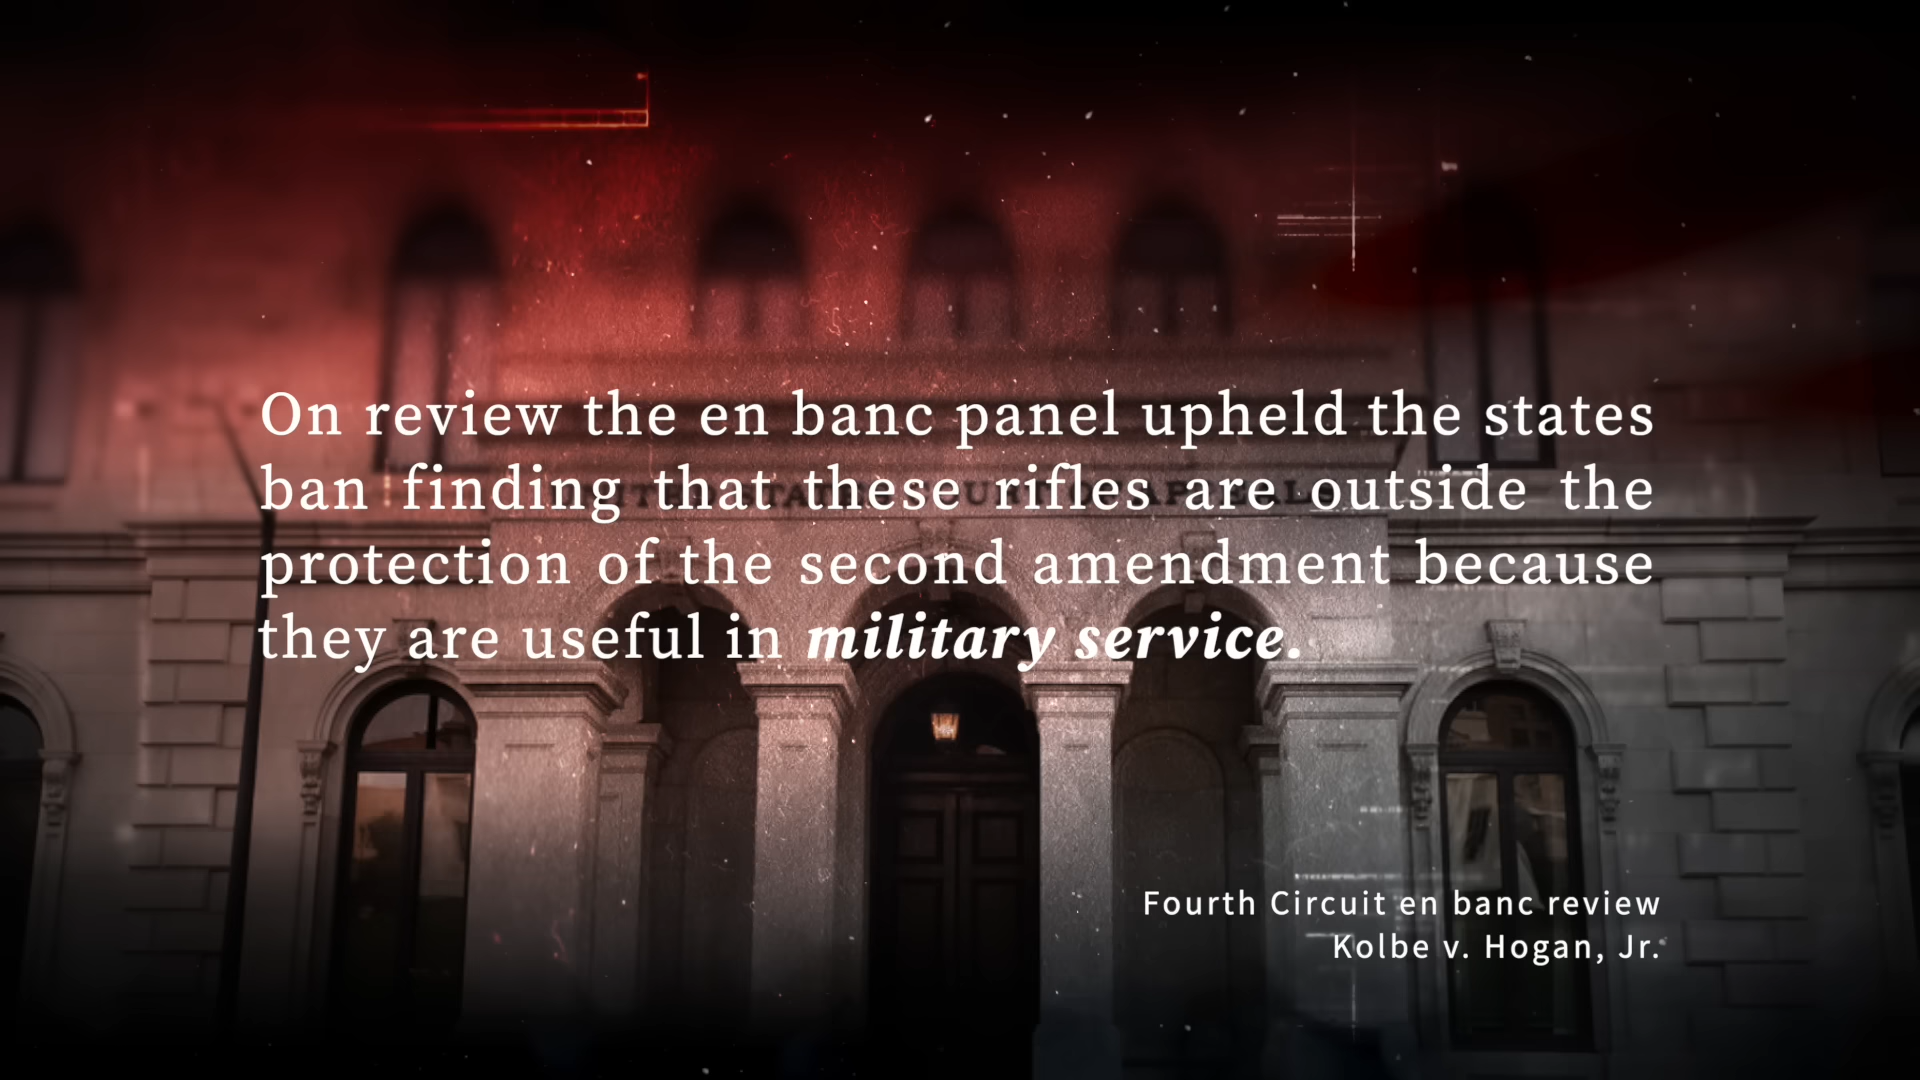 On review the en banc panel upheld the states
ban finding that these rifles are outside the
protection of the second amendment because
they are useful in military service.
Fourth Circuit en banc review
Kolbe v. Hogan, Jr.